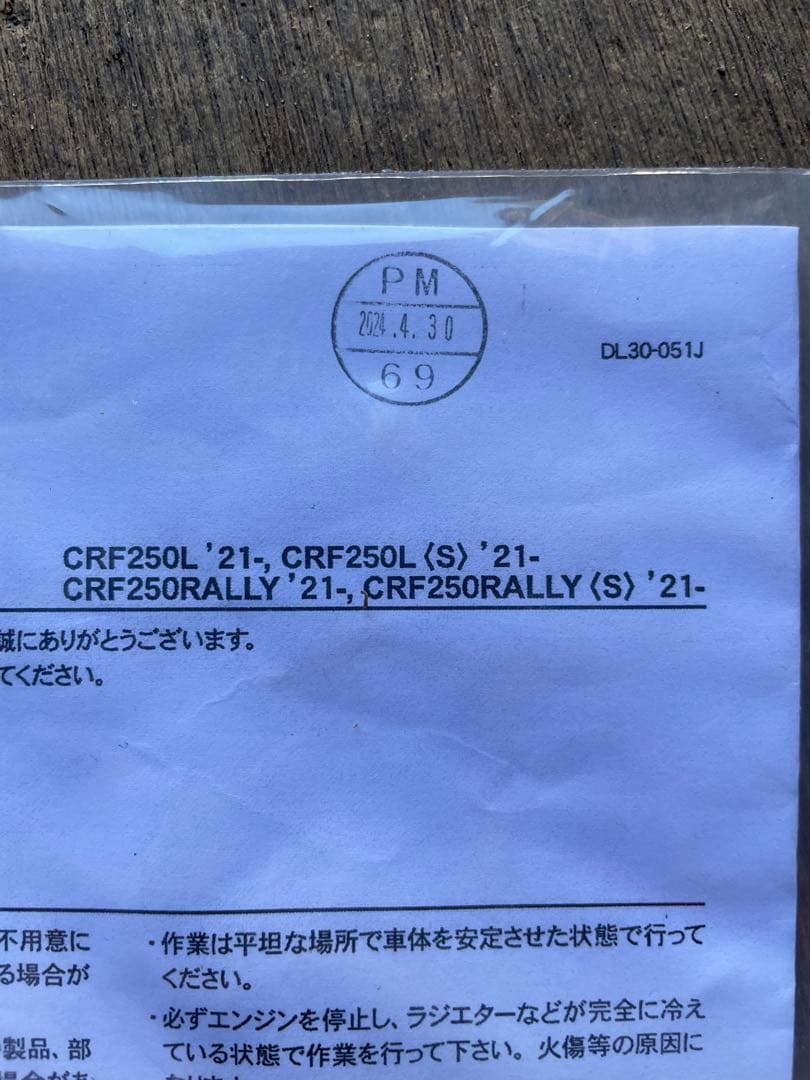 PM
2024.4.30
69
DL30-051J
CRF250L '21-, CRF250L〈S〉 '21-
CRF250RALLY '21-, CRF250RALLY〈S〉 '21-
誠にありがとうございます。
てください。
不用意に
る場合が
製品、部
・作業は平坦な場所で車体を安定させた状態で行って
ください。
・必ずエンジンを停止し、ラジエターなどが完全に冷え
ている状態で作業を行って下さい。火傷等の原因に